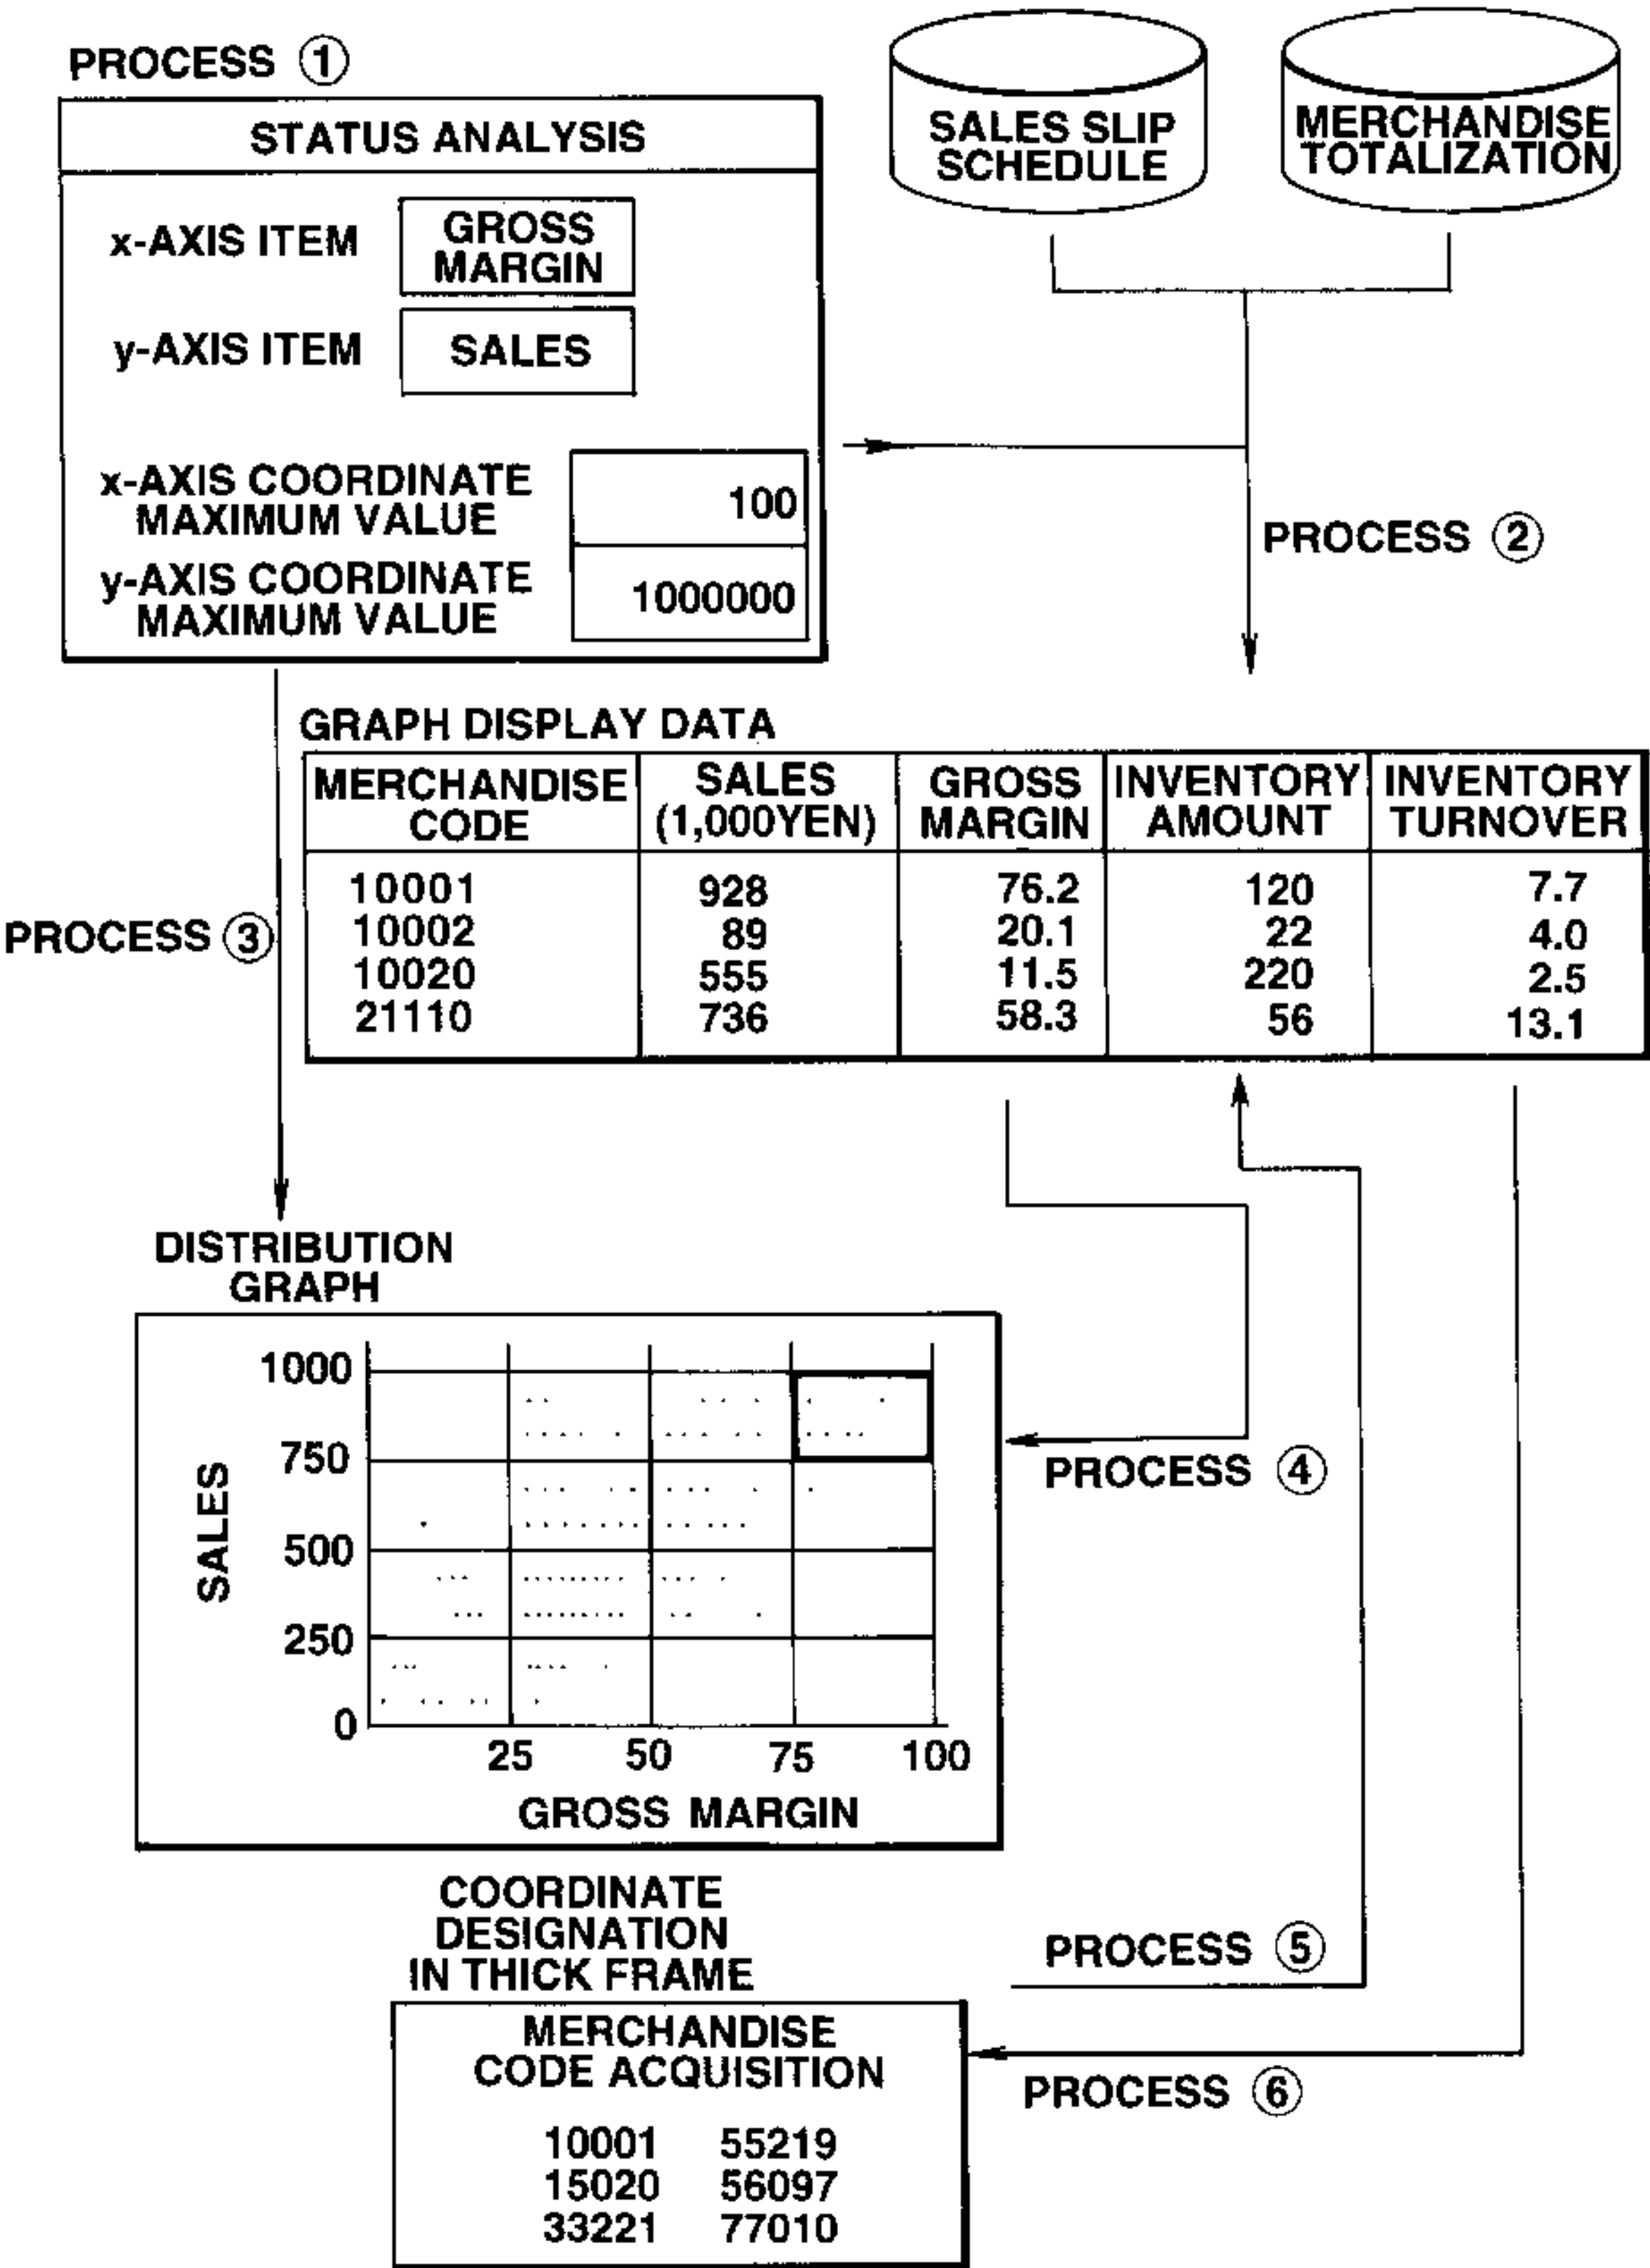 PROCESS ①
STATUS ANALYSIS
x-AXIS ITEM
GROSS
MARGIN
y-AXIS ITEM
SALES
x-AXIS COORDINATE
MAXIMUM VALUE
100
y-AXIS COORDINATE
MAXIMUM VALUE
1000000
SALES SLIP
SCHEDULE
MERCHANDISE
TOTALIZATION
PROCESS ②
GRAPH DISPLAY DATA
MERCHANDISE
CODE
SALES
(1,000YEN)
GROSS
MARGIN
INVENTORY
AMOUNT
INVENTORY
TURNOVER
10001 928 76.2 120 7.7
10002 89 20.1 22 4.0
10020 555 11.5 220 2.5
21110 736 58.3 56 13.1
PROCESS ③
DISTRIBUTION
GRAPH
SALES
1000
750
500
250
0
25 50 75 100
GROSS MARGIN
PROCESS ④
COORDINATE
DESIGNATION
IN THICK FRAME
PROCESS ⑤
MERCHANDISE
CODE ACQUISITION
10001 55219
15020 56097
33221 77010
PROCESS ⑥